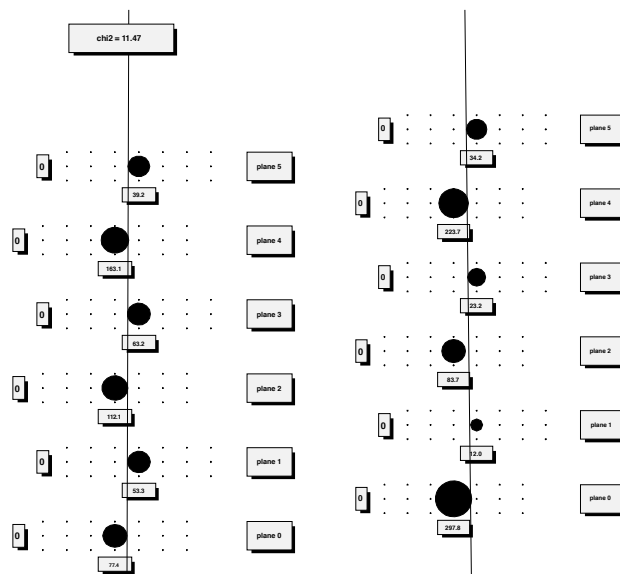 chi2 = 11.47
0
plane 5
39.2
0
plane 4
163.1
0
plane 3
63.2
0
plane 2
112.1
0
plane 1
53.3
0
plane 0
77.4
0
plane 5
34.2
0
plane 4
223.7
0
plane 3
23.2
0
plane 2
83.7
0
plane 1
12.0
0
plane 0
297.8